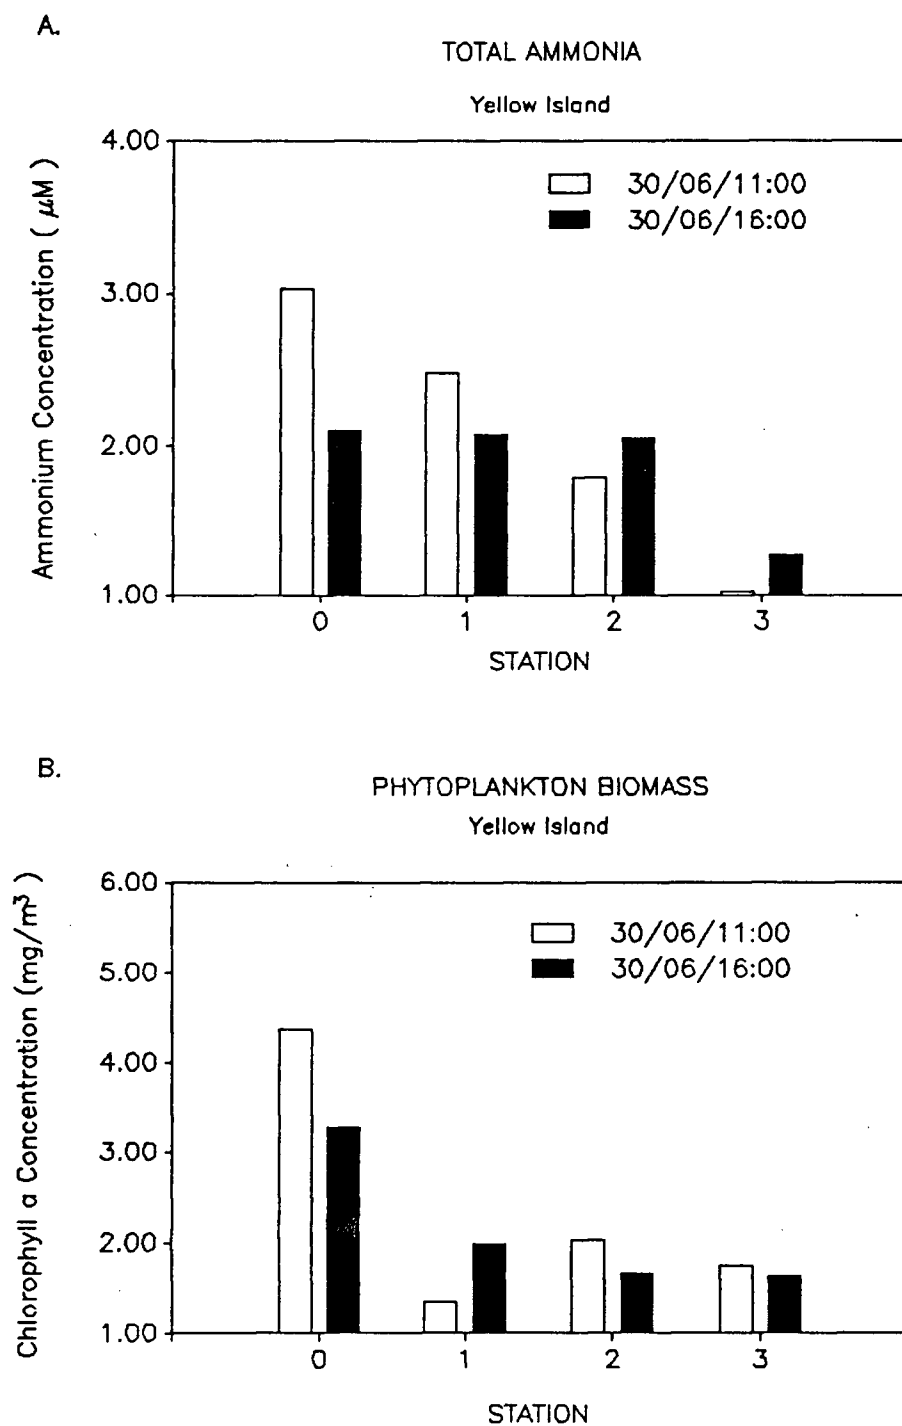 A.
TOTAL AMMONIA
Yellow Island
Ammonium Concentration ( μM )
4.00
3.00
2.00
1.00
30/06/11:00
30/06/16:00
0 1 2 3
STATION
B.
PHYTOPLANKTON BIOMASS
Yellow Island
Chlorophyll a Concentration (mg/m³)
6.00
5.00
4.00
3.00
2.00
1.00
30/06/11:00
30/06/16:00
0 1 2 3
STATION